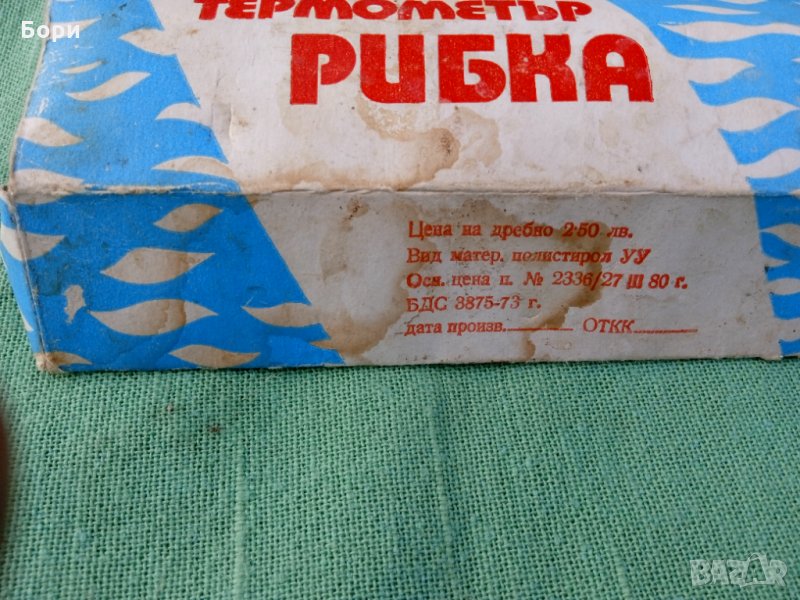 Бори
ТЕРМОМЕТЪР
РИБКА
Цена на дребно 2·50 лв.
Вид матер. полистирол УУ
Осн. цена п. № 2336/27 III 80 г.
БДС 3875-73 г.
дата произв. ОТКК
BAZAR